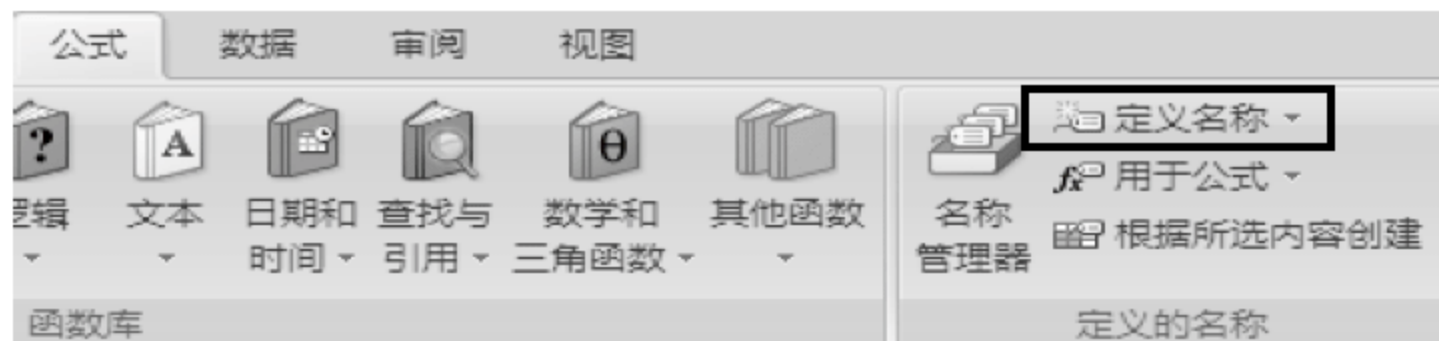 公式 数据 审阅 视图
逻辑
文本
日期和
时间
查找与
引用
数学和
三角函数
其他函数
函数库
名称
管理器
定义名称
用于公式
根据所选内容创建
定义的名称